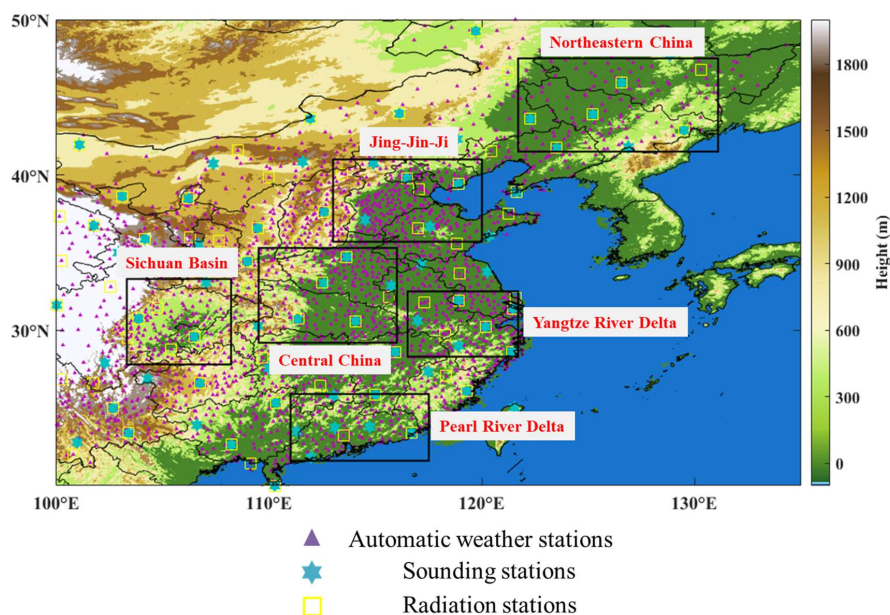 50°N
40°N
30°N
100°E
110°E
120°E
130°E
Northeastern China
Jing-Jin-Ji
Sichuan Basin
Yangtze River Delta
Central China
Pearl River Delta
1800
1500
1200
900
600
300
0
Height (m)
Automatic weather stations
Sounding stations
Radiation stations